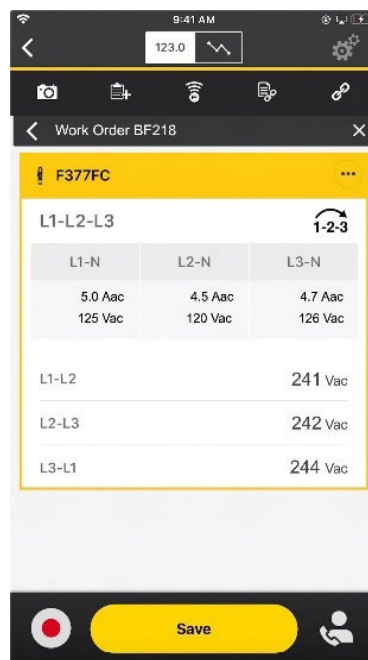 9:41 AM
123.0
Work Order BF218
F377FC
L1-L2-L3
1-2-3
L1-N L2-N L3-N
5.0 Aac 4.5 Aac 4.7 Aac
125 Vac 120 Vac 126 Vac
L1-L2 241 Vac
L2-L3 242 Vac
L3-L1 244 Vac
Save